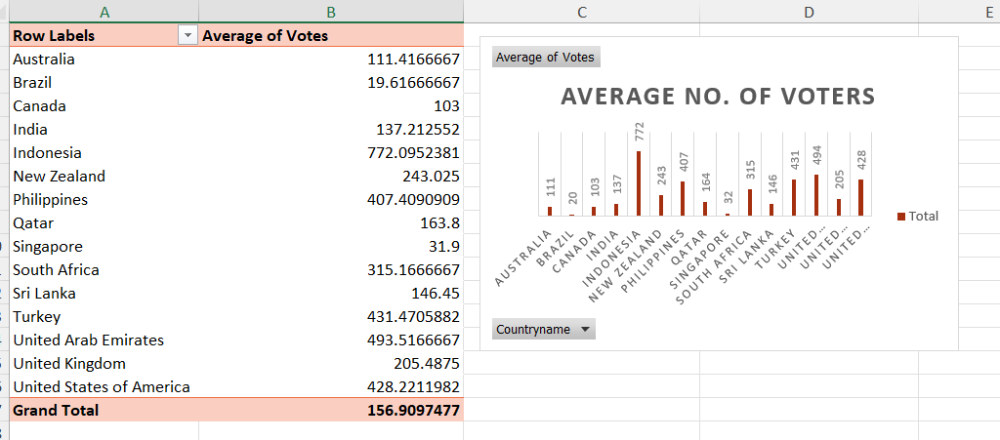 A B C D E
Row Labels Average of Votes
Australia 111.4166667
Brazil 19.61666667
Canada 103
India 137.212552
Indonesia 772.0952381
New Zealand 243.025
Philippines 407.4090909
Qatar 163.8
Singapore 31.9
South Africa 315.1666667
Sri Lanka 146.45
Turkey 431.4705882
United Arab Emirates 493.5166667
United Kingdom 205.4875
United States of America 428.2211982
Grand Total 156.9097477
Average of Votes
AVERAGE NO. OF VOTERS
111 20 103 137 772 243 407 164 32 315 146 431 494 205 428
AUSTRALIA
BRAZIL
CANADA
INDIA
INDONESIA
NEW ZEALAND
PHILIPPINES
QATAR
SINGAPORE
SOUTH AFRICA
SRI LANKA
TURKEY
UNITED...
UNITED...
UNITED...
Total
Countryname